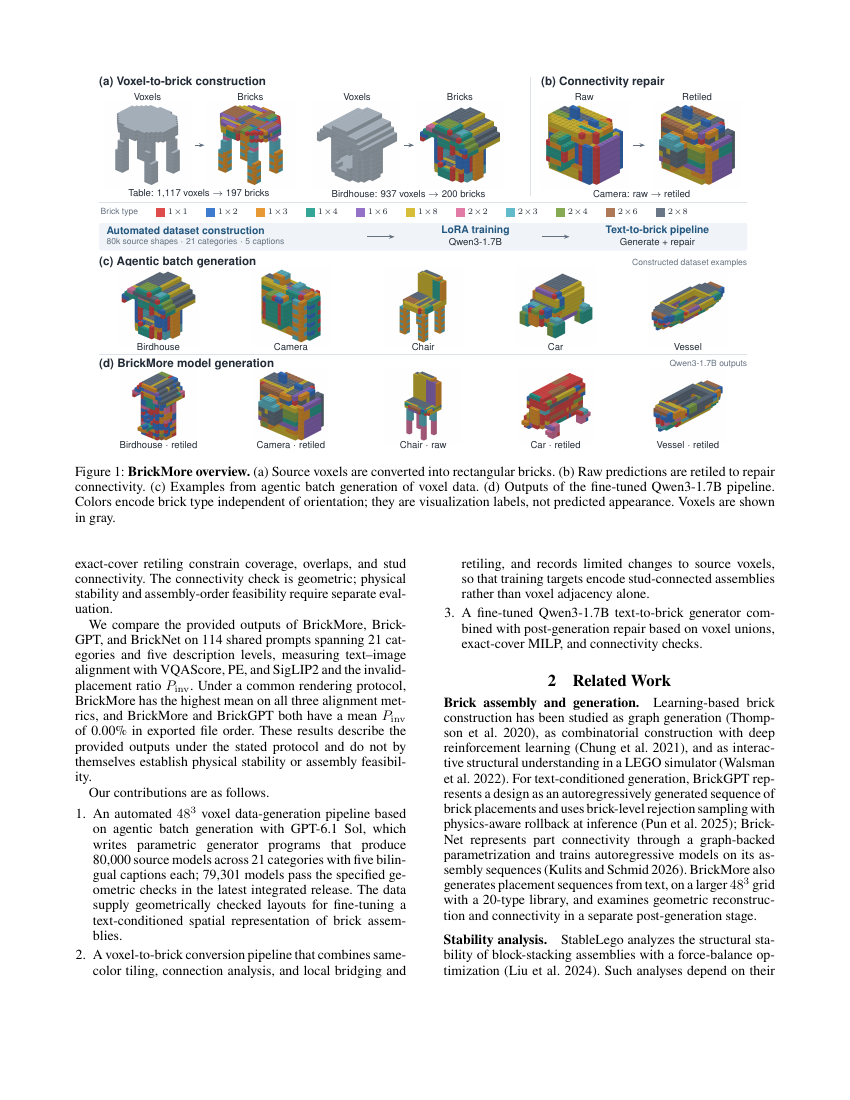 (a) Voxel-to-brick construction
(b) Connectivity repair
Voxels
Bricks
Voxels
Bricks
Raw
Retiled
Table: 1,117 voxels → 197 bricks
Birdhouse: 937 voxels → 200 bricks
Camera: raw → retiled
Brick type 1 × 1 1 × 2 1 × 3 1 × 4 1 × 6 1 × 8 2 × 2 2 × 3 2 × 4 2 × 6 2 × 8
Automated dataset construction
80k source shapes · 21 categories · 5 captions
LoRA training
Qwen3-1.7B
Text-to-brick pipeline
Generate + repair
(c) Agentic batch generation
Constructed dataset examples
Birdhouse
Camera
Chair
Car
Vessel
(d) BrickMore model generation
Qwen3-1.7B outputs
Birdhouse · retiled
Camera · retiled
Chair · raw
Car · retiled
Vessel · retiled
Figure 1: BrickMore overview. (a) Source voxels are converted into rectangular bricks. (b) Raw predictions are retiled to repair
connectivity. (c) Examples from agentic batch generation of voxel data. (d) Outputs of the fine-tuned Qwen3-1.7B pipeline.
Colors encode brick type independent of orientation; they are visualization labels, not predicted appearance. Voxels are shown
in gray.
exact-cover retiling constrain coverage, overlaps, and stud
connectivity. The connectivity check is geometric; physical
stability and assembly-order feasibility require separate eval-
uation.
We compare the provided outputs of BrickMore, Brick-
GPT, and BrickNet on 114 shared prompts spanning 21 cat-
egories and five description levels, measuring text–image
alignment with VQAScore, PE, and SigLIP2 and the invalid-
placement ratio P_inv. Under a common rendering protocol,
BrickMore has the highest mean on all three alignment met-
rics, and BrickMore and BrickGPT both have a mean P_inv
of 0.00% in exported file order. These results describe the
provided outputs under the stated protocol and do not by
themselves establish physical stability or assembly feasibil-
ity.
Our contributions are as follows.
1. An automated 48³ voxel data-generation pipeline based
on agentic batch generation with GPT-6.1 Sol, which
writes parametric generator programs that produce
80,000 source models across 21 categories with five bilin-
gual captions each; 79,301 models pass the specified ge-
ometric checks in the latest integrated release. The data
supply geometrically checked layouts for fine-tuning a
text-conditioned spatial representation of brick assem-
blies.
2. A voxel-to-brick conversion pipeline that combines same-
color tiling, connection analysis, and local bridging and
retiling, and records limited changes to source voxels,
so that training targets encode stud-connected assemblies
rather than voxel adjacency alone.
3. A fine-tuned Qwen3-1.7B text-to-brick generator com-
bined with post-generation repair based on voxel unions,
exact-cover MILP, and connectivity checks.
2 Related Work
Brick assembly and generation. Learning-based brick
construction has been studied as graph generation (Thomp-
son et al. 2020), as combinatorial construction with deep
reinforcement learning (Chung et al. 2021), and as interac-
tive structural understanding in a LEGO simulator (Walsman
et al. 2022). For text-conditioned generation, BrickGPT rep-
resents a design as an autoregressively generated sequence of
brick placements and uses brick-level rejection sampling with
physics-aware rollback at inference (Pun et al. 2025); Brick-
Net represents part connectivity through a graph-backed
parametrization and trains autoregressive models on its as-
sembly sequences (Kulits and Schmid 2026). BrickMore also
generates placement sequences from text, on a larger 48³ grid
with a 20-type library, and examines geometric reconstruc-
tion and connectivity in a separate post-generation stage.
Stability analysis. StableLego analyzes the structural sta-
bility of block-stacking assemblies with a force-balance op-
timization (Liu et al. 2024). Such analyses depend on their